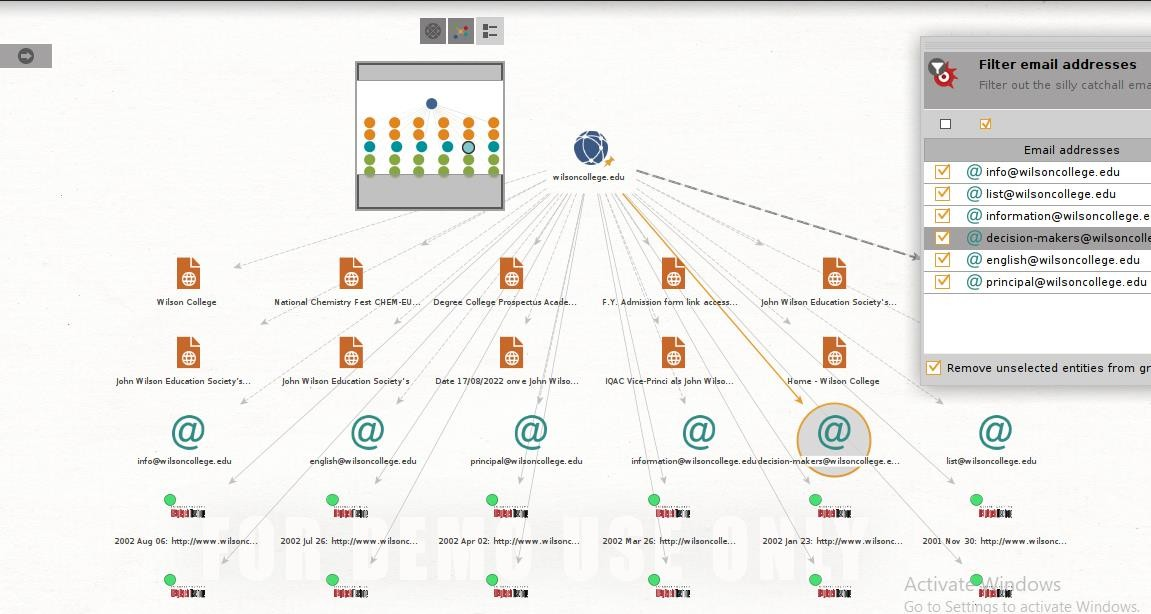 Filter email addresses
Filter out the silly catchall ema
Email addresses
info@wilsoncollege.edu
list@wilsoncollege.edu
information@wilsoncollege.e
decision-makers@wilsoncolle
english@wilsoncollege.edu
principal@wilsoncollege.edu
Remove unselected entities from gr
wilsoncollege.edu
Wilson College
National Chemistry Fest CHEM-EU...
Degree College Prospectus Acade...
F.Y. Admission form link access...
John Wilson Education Society's...
John Wilson Education Society's...
John Wilson Education Society's
Date 17/08/2022 onve John Wilso...
IQAC Vice-Princi als John Wilso...
Home - Wilson College
info@wilsoncollege.edu
english@wilsoncollege.edu
principal@wilsoncollege.edu
information@wilsoncollege.edu
decision-makers@wilsoncollege.e...
list@wilsoncollege.edu
2002 Aug 06: http://www.wilsonc...
2002 Jul 26: http://www.wilsonc...
2002 Apr 02: http://www.wilsonc...
2002 Mar 26: http://wilsoncolle...
2002 Jan 23: http://www.wilsonc...
2001 Nov 30: http://www.wilsonc...
FOR DEMO USE ONLY
Activate Windows
Go to Settings to activate Windows.